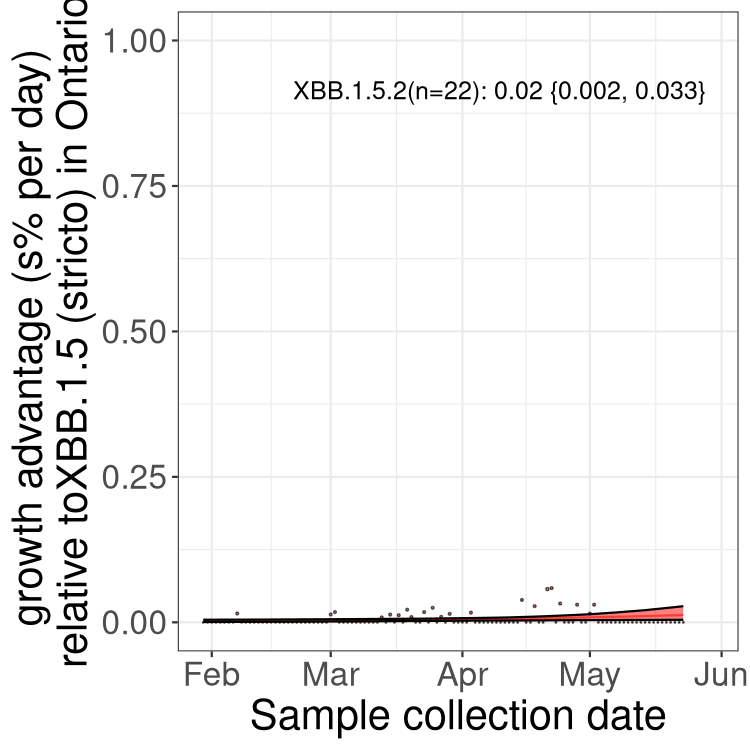 growth advantage (s% per day)
relative toXBB.1.5 (stricto) in Ontario
1.00
XBB.1.5.2(n=22): 0.02 {0.002, 0.033}
0.75
0.50
0.25
0.00
Feb Mar Apr May Jun
Sample collection date